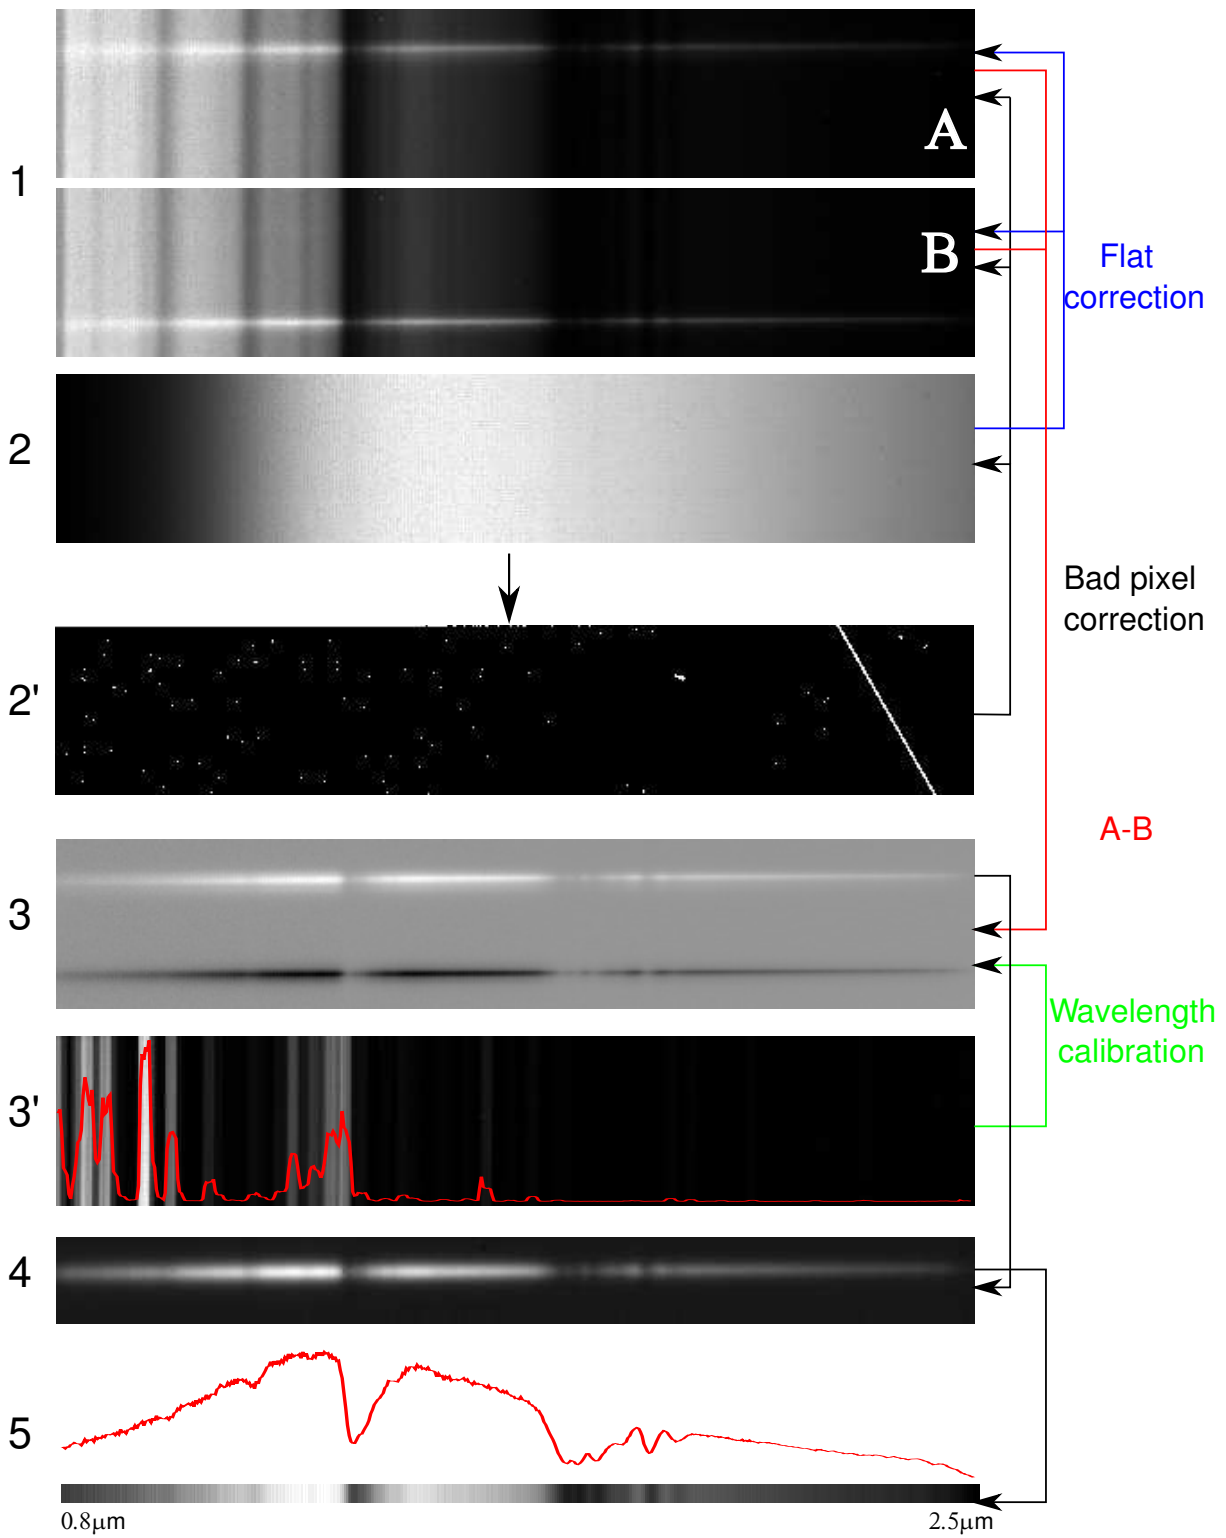 A
1
B
Flat
correction
2
Bad pixel
correction
2'
A-B
3
Wavelength
calibration
3'
4
5
0.8μm
2.5μm